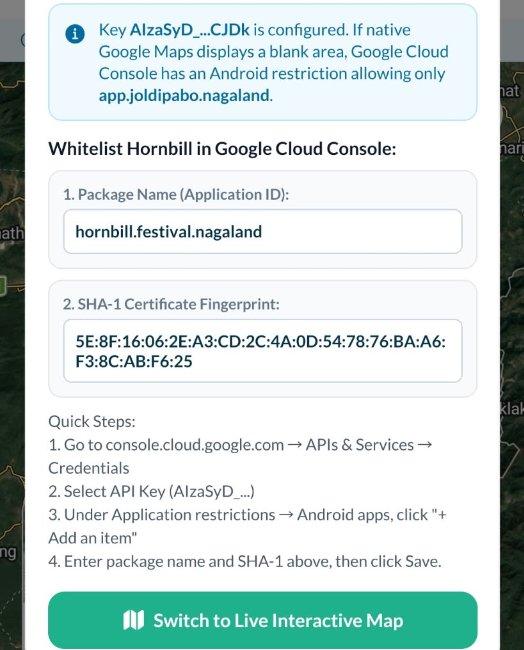 Key AIzaSyD_...CJDk is configured. If native
Google Maps displays a blank area, Google Cloud
Console has an Android restriction allowing only
app.joldipabo.nagaland.
Whitelist Hornbill in Google Cloud Console:
1. Package Name (Application ID):
hornbill.festival.nagaland
2. SHA-1 Certificate Fingerprint:
5E:8F:16:06:2E:A3:CD:2C:4A:0D:54:78:76:BA:A6:
F3:8C:AB:F6:25
Quick Steps:
1. Go to console.cloud.google.com → APIs & Services →
Credentials
2. Select API Key (AIzaSyD_...)
3. Under Application restrictions → Android apps, click "+
Add an item"
4. Enter package name and SHA-1 above, then click Save.
Switch to Live Interactive Map